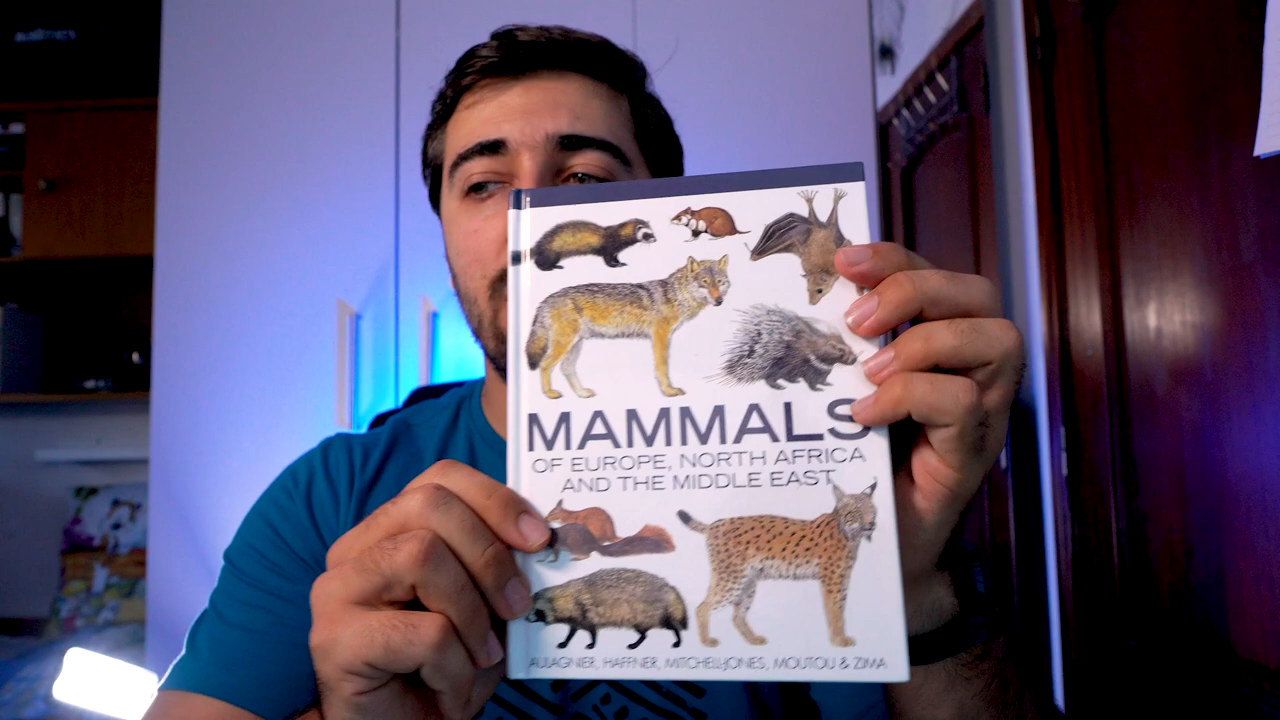 MAMMALS
OF EUROPE, NORTH AFRICA
AND THE MIDDLE EAST
AULAGNIER, HAFFNER, MITCHELL-JONES, MOUTOU & ZIMA